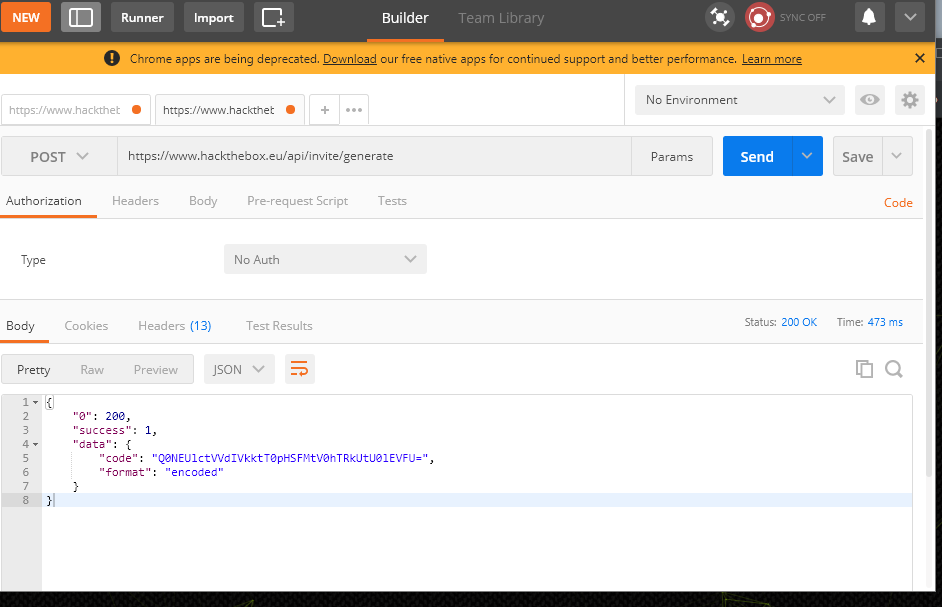 NEW Runner Import Builder Team Library SYNC OFF
Chrome apps are being deprecated. Download our free native apps for continued support and better performance. Learn more
https://www.hackthet https://www.hackthet + ••• No Environment
POST https://www.hackthebox.eu/api/invite/generate Params Send Save
Authorization Headers Body Pre-request Script Tests Code
Type No Auth
Body Cookies Headers (13) Test Results Status: 200 OK Time: 473 ms
Pretty Raw Preview JSON
1 {
2 "0": 200,
3 "success": 1,
4 "data": {
5 "code": "Q0NEUlctVVdIVkktT0pHSFMtV0hTRkUtU0lEVFU=",
6 "format": "encoded"
7 }
8 }